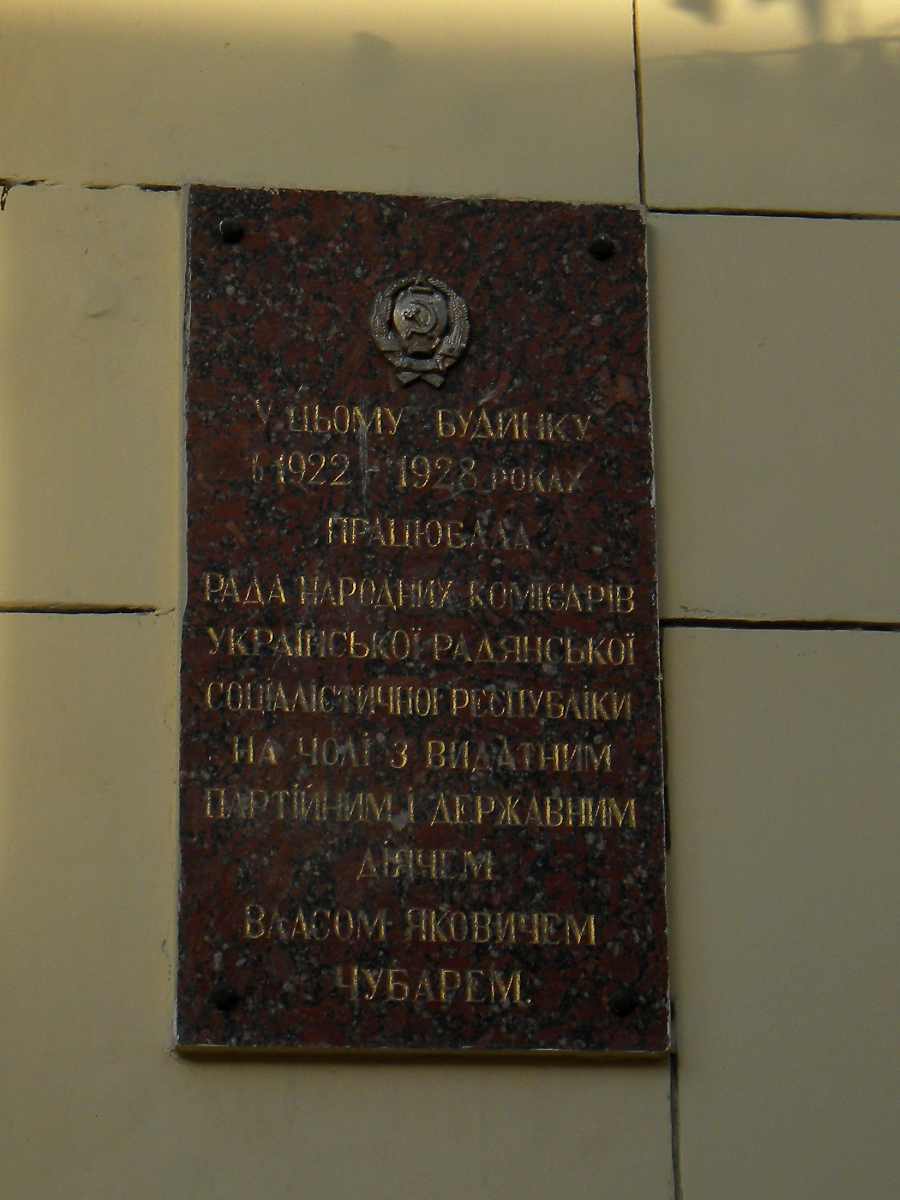 У ЦЬОМУ БУДИНКУ
в 1922 - 1928 РОКАХ
ПРАЦЮВАЛА
РАДА НАРОДНИХ КОМІСАРІВ
УКРАЇНСЬКОЇ РАДЯНСЬКОЇ
СОЦІАЛІСТИЧНОЇ РЕСПУБЛІКИ
НА ЧОЛІ З ВИДАТНИМ
ПАРТІЙНИМ І ДЕРЖАВНИМ
ДІЯЧЕМ
ВЛАСОМ ЯКОВИЧЕМ
ЧУБАРЕМ.